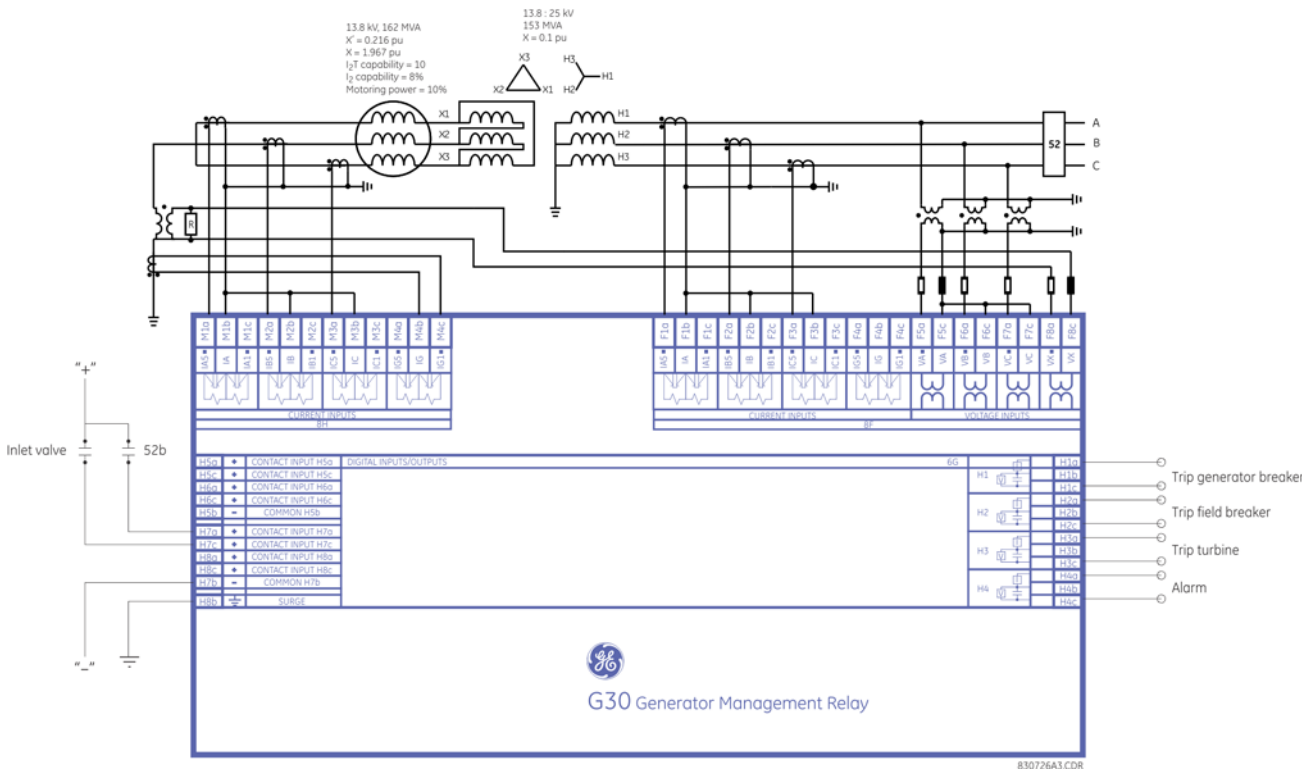 13.8 kV, 162 MVA
X' = 0.216 pu
X = 1.967 pu
I2T capability = 10
I2 capability = 8%
Motoring power = 10%
13.8 : 25 kV
153 MVA
X = 0.1 pu
X3
X2 X1
H3
H1
H2
X1
X2
X3
H1
H2
H3
52
A
B
C
R
M1a M1b M1c M2a M2b M2c M3a M3b M3c M4a M4b M4c
IA5 IA IA1 IB5 IB IB1 IC5 IC IC1 IG5 IG IG1
CURRENT INPUTS
8H
F1a F1b F1c F2a F2b F2c F3a F3b F3c F4a F4b F4c F5a F5c F6a F6c F7a F7c F8a F8c
IA5 IA IA1 IB5 IB IB1 IC5 IC IC1 IG5 IG IG1 VA VA VB VB VC VC VX VX
CURRENT INPUTS VOLTAGE INPUTS
8F
"+"
Inlet valve
52b
"_"
H5a + CONTACT INPUT H5a DIGITAL INPUTS/OUTPUTS 6G
H5c + CONTACT INPUT H5c
H6a + CONTACT INPUT H6a
H6c + CONTACT INPUT H6c
H5b - COMMON H5b
H7a + CONTACT INPUT H7a
H7c + CONTACT INPUT H7c
H8a + CONTACT INPUT H8a
H8c + CONTACT INPUT H8c
H7b - COMMON H7b
H8b SURGE
H1 H1a
H1b
H1c
Trip generator breaker
H2 H2a
H2b
H2c
Trip field breaker
H3 H3a
H3b
H3c
Trip turbine
H4 H4a
H4b
H4c
Alarm
GE
G30 Generator Management Relay
830726A3.CDR